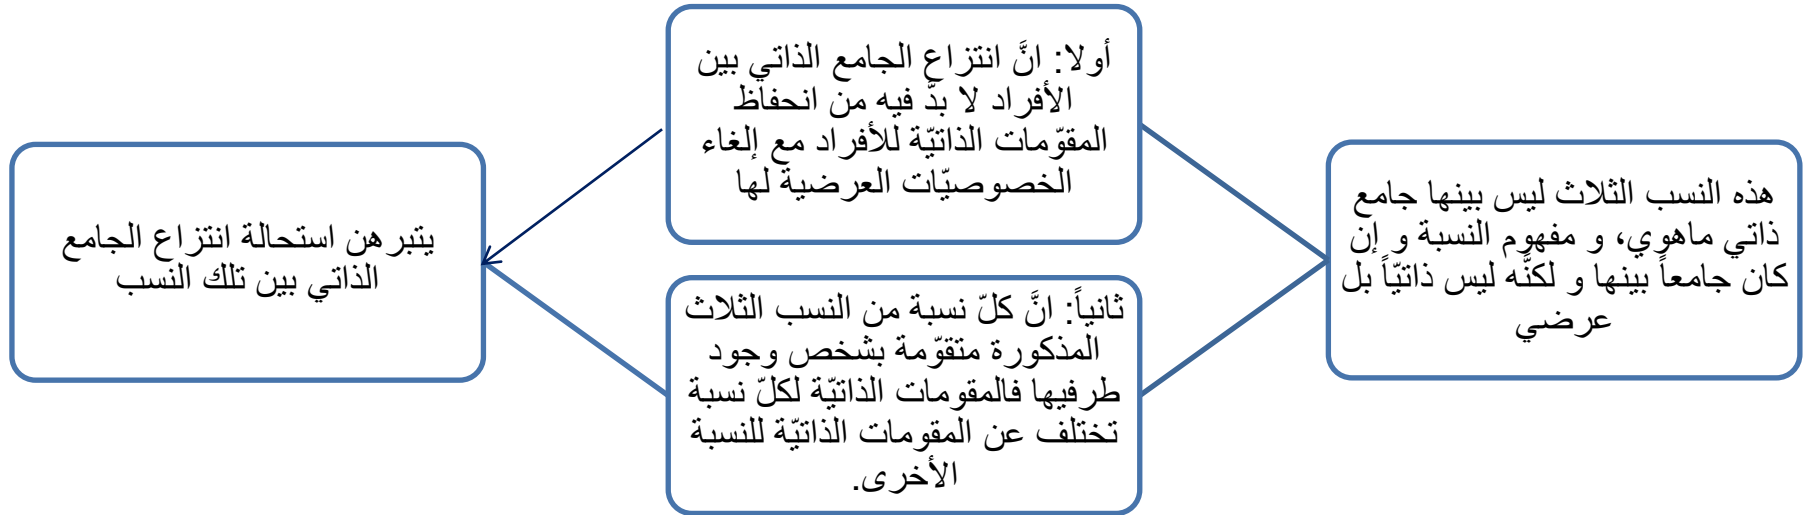 هذه النسب الثلاث ليس بينها جامع
ذاتي ماهوي، و مفهوم النسبة و إن
كان جامعاً بينها و لكنَّه ليس ذاتيّاً بل
عرضي
أولا: انَّ انتزاع الجامع الذاتي بين
الأفراد لا بدَّ فيه من انحفاظ
المقوّمات الذاتيّة للأفراد مع إلغاء
الخصوصيّات العرضية لها
ثانياً: انَّ كلّ نسبة من النسب الثلاث
المذكورة متقوّمة بشخص وجود
طرفيها فالمقومات الذاتيّة لكلّ نسبة
تختلف عن المقومات الذاتيّة للنسبة
الأخرى.
يتبرهن استحالة انتزاع الجامع
الذاتي بين تلك النسب